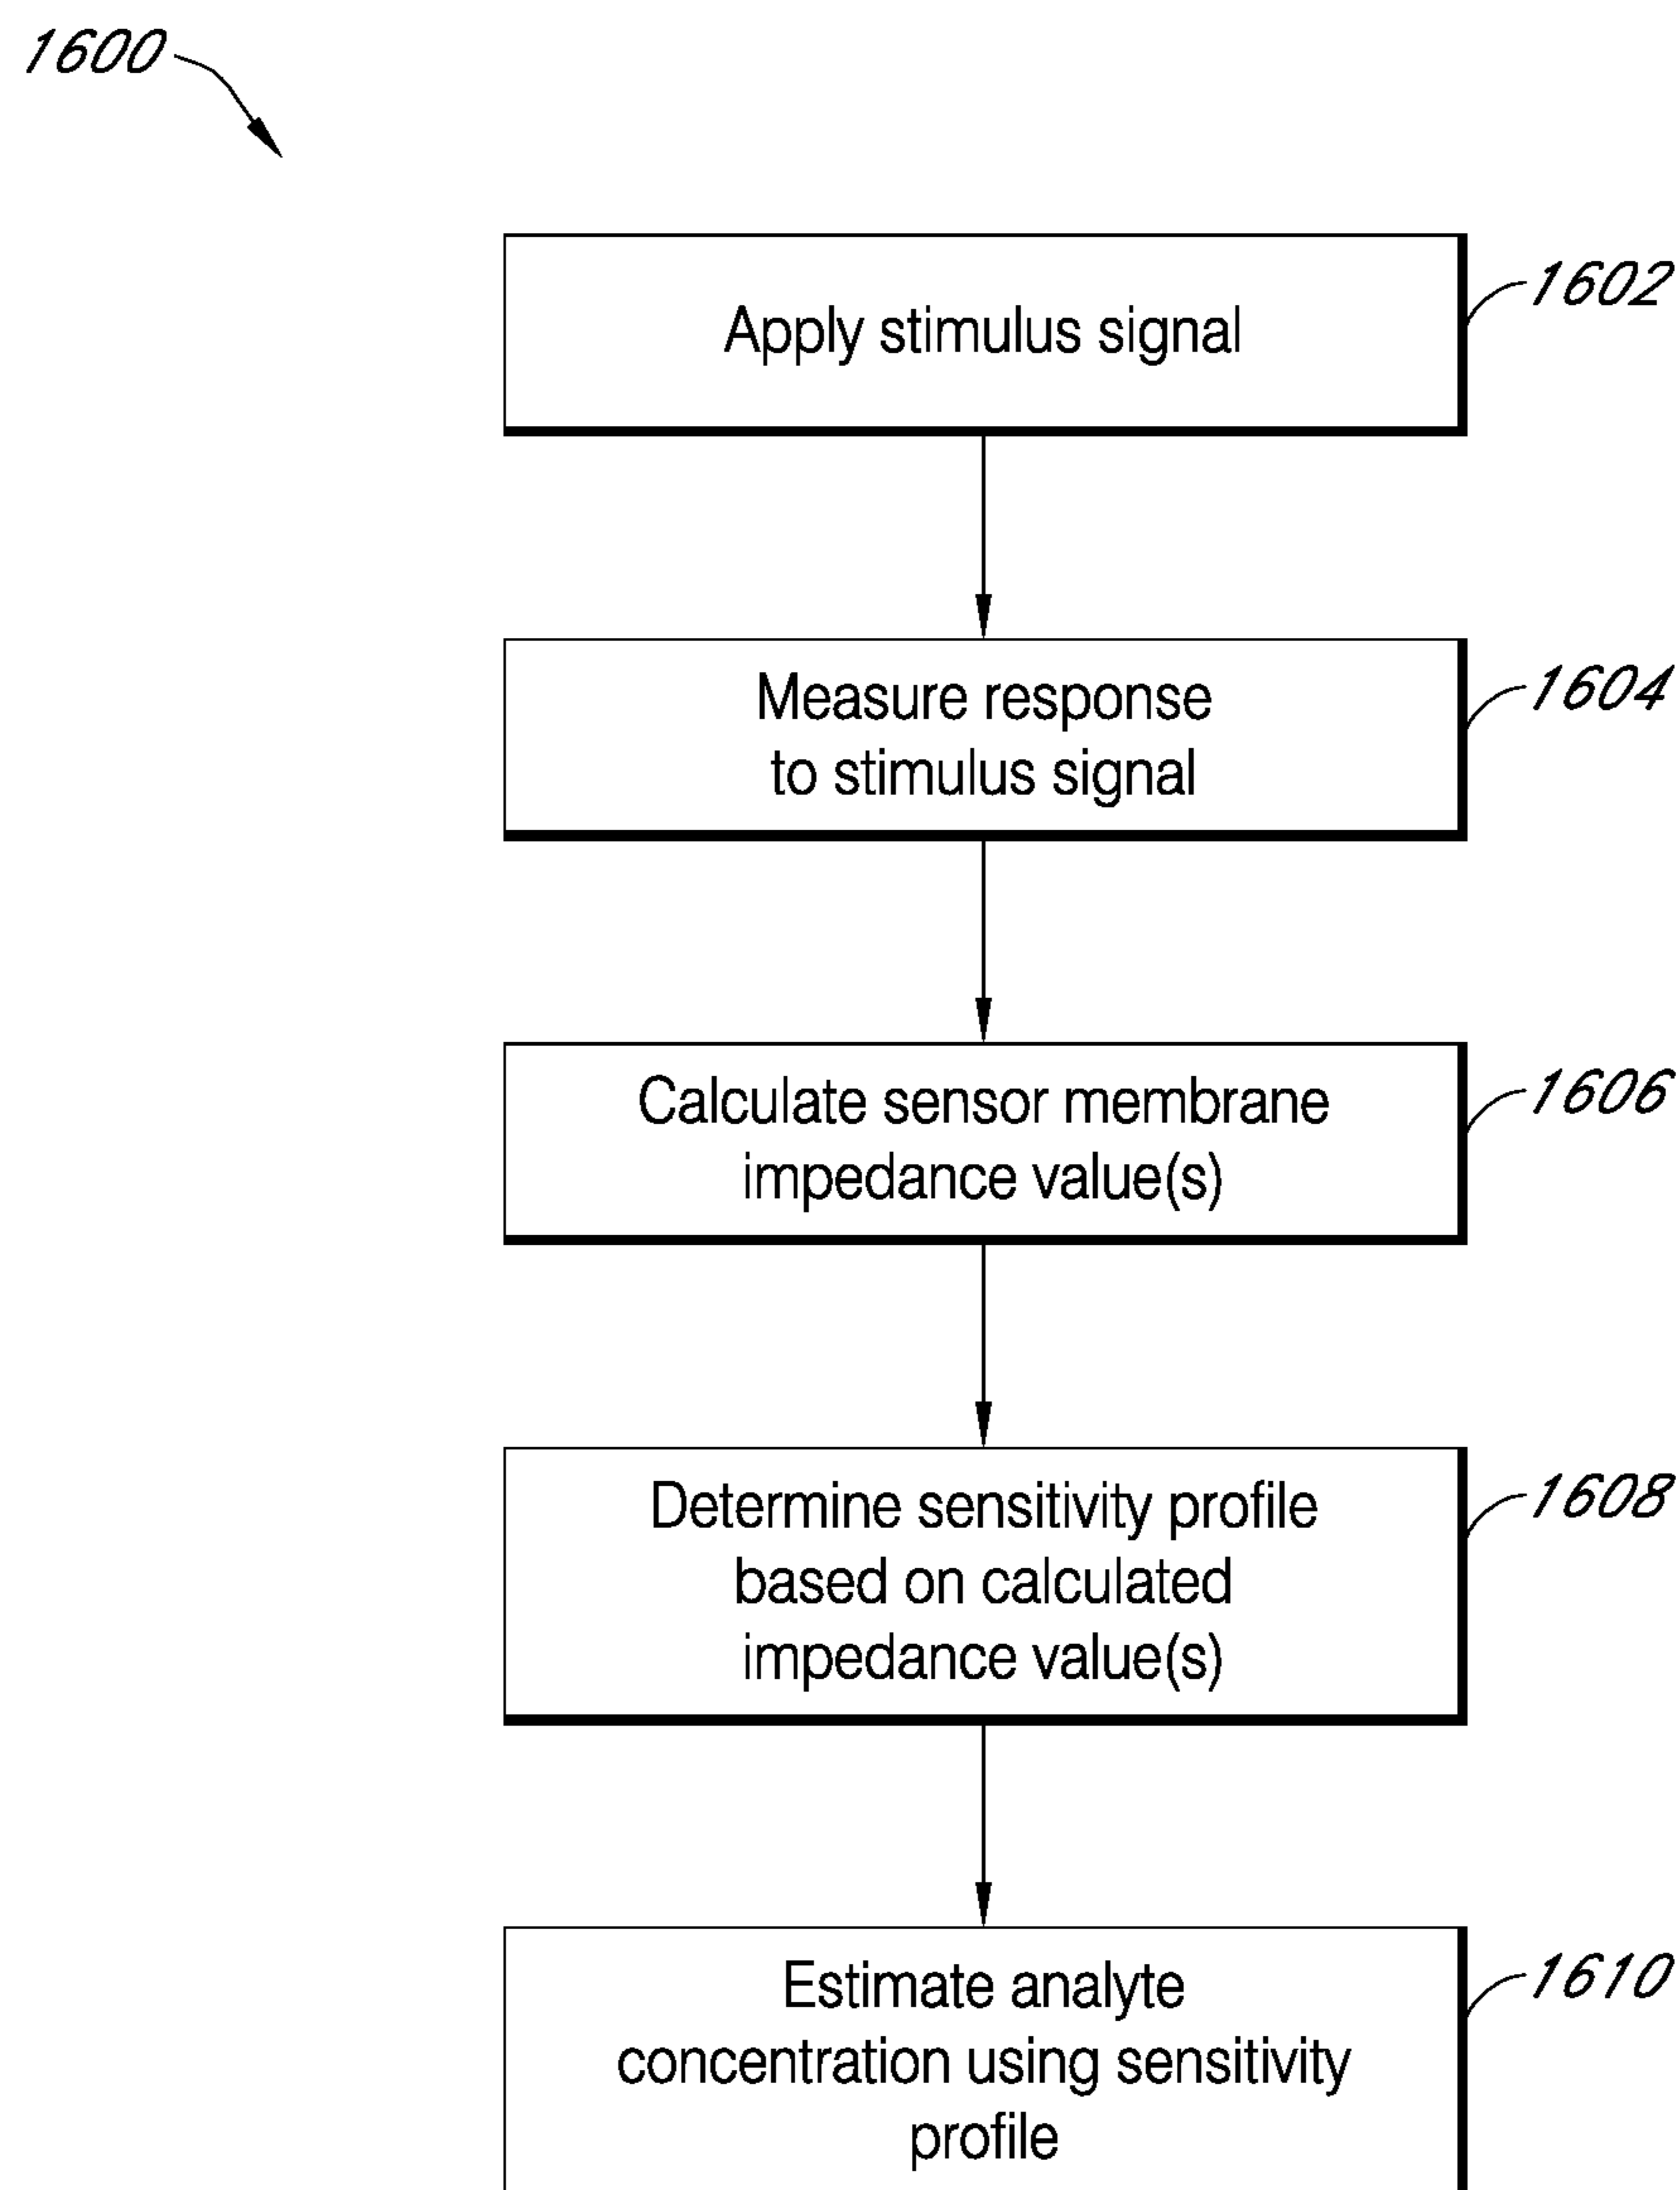 1600
Apply stimulus signal
1602
Measure response
to stimulus signal
1604
Calculate sensor membrane
impedance value(s)
1606
Determine sensitivity profile
based on calculated
impedance value(s)
1608
Estimate analyte
concentration using sensitivity
profile
1610